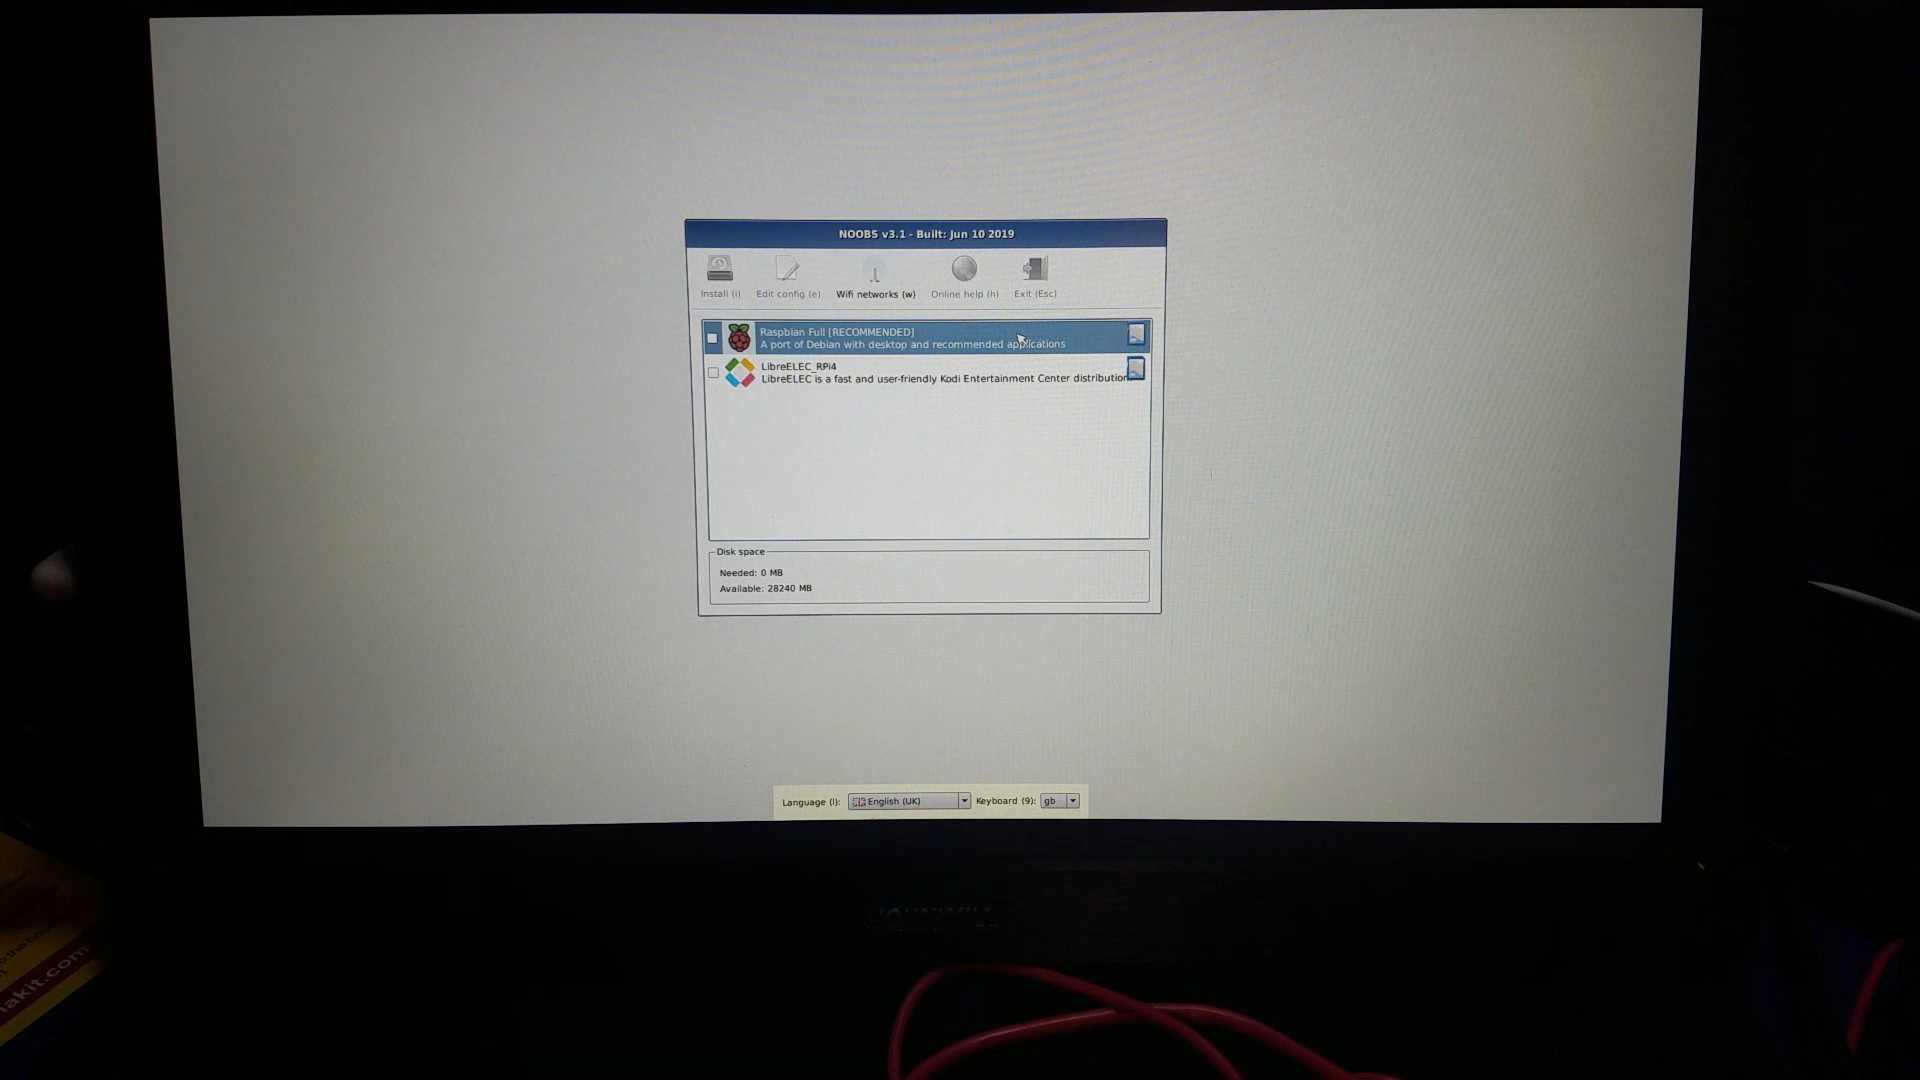 NOOBS v3.1 - Built: Jun 10 2019
Install (i) Edit config (e) Wifi networks (w) Online help (h) Exit (Esc)
Raspbian Full [RECOMMENDED]
A port of Debian with desktop and recommended applications
LibreELEC_RPi4
LibreELEC is a fast and user-friendly Kodi Entertainment Center distribution
Disk space
Needed: 0 MB
Available: 28240 MB
Language (l): English (UK) Keyboard (9): gb